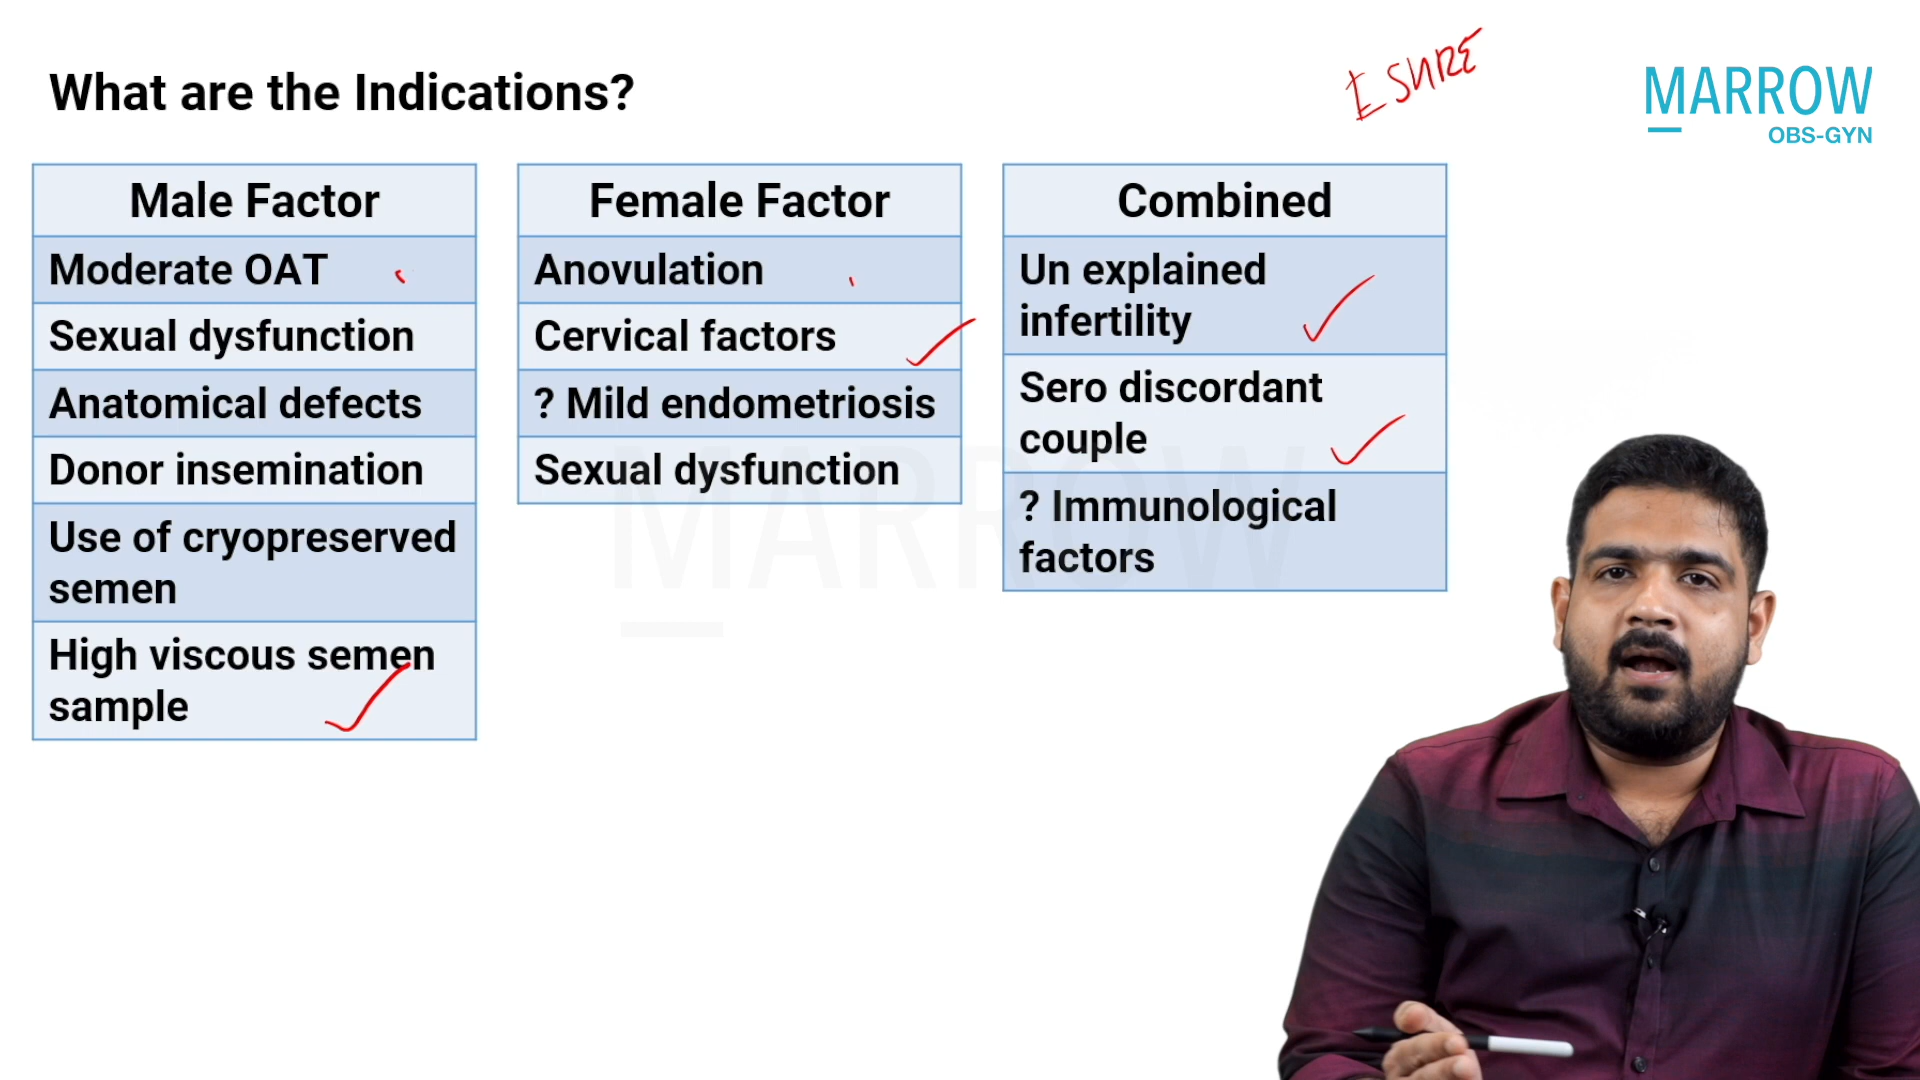 What are the Indications?
ESHRE
MARROW
OBS-GYN
Male Factor
Moderate OAT
Sexual dysfunction
Anatomical defects
Donor insemination
Use of cryopreserved
semen
High viscous semen
sample
Female Factor
Anovulation
Cervical factors
? Mild endometriosis
Sexual dysfunction
Combined
Un explained
infertility
Sero discordant
couple
? Immunological
factors
MARROW